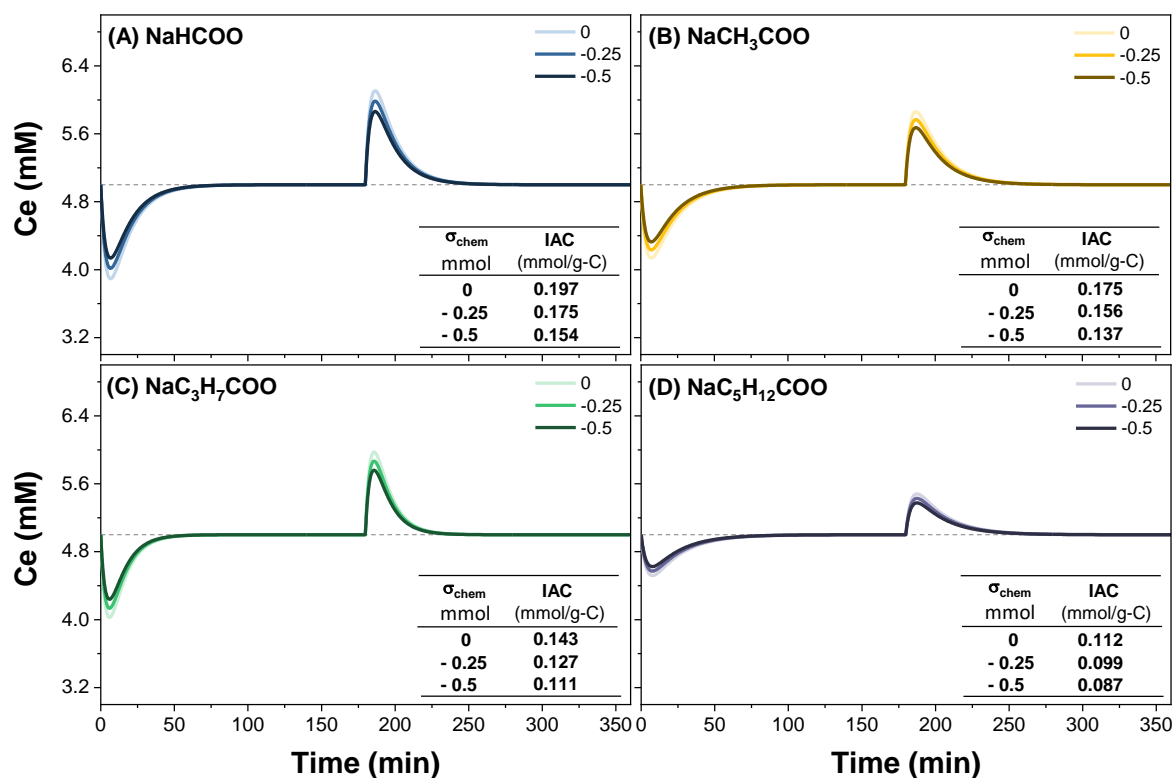 (A) NaHCOO
0
-0.25
-0.5
6.4
5.6
4.8
4.0
3.2
Ce (mM)
σchem IAC
mmol (mmol/g-C)
0 0.197
- 0.25 0.175
- 0.5 0.154
(B) NaCH3COO
0
-0.25
-0.5
σchem IAC
mmol (mmol/g-C)
0 0.175
- 0.25 0.156
- 0.5 0.137
(C) NaC3H7COO
0
-0.25
-0.5
6.4
5.6
4.8
4.0
3.2
Ce (mM)
σchem IAC
mmol (mmol/g-C)
0 0.143
- 0.25 0.127
- 0.5 0.111
0 50 100 150 200 250 300 350
Time (min)
(D) NaC5H12COO
0
-0.25
-0.5
σchem IAC
mmol (mmol/g-C)
0 0.112
- 0.25 0.099
- 0.5 0.087
0 50 100 150 200 250 300 350
Time (min)